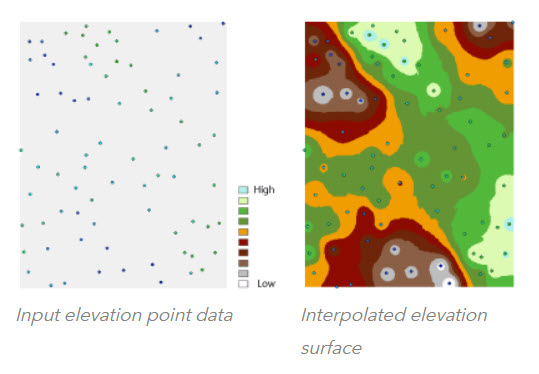 High
Low
Input elevation point data
Interpolated elevation
surface